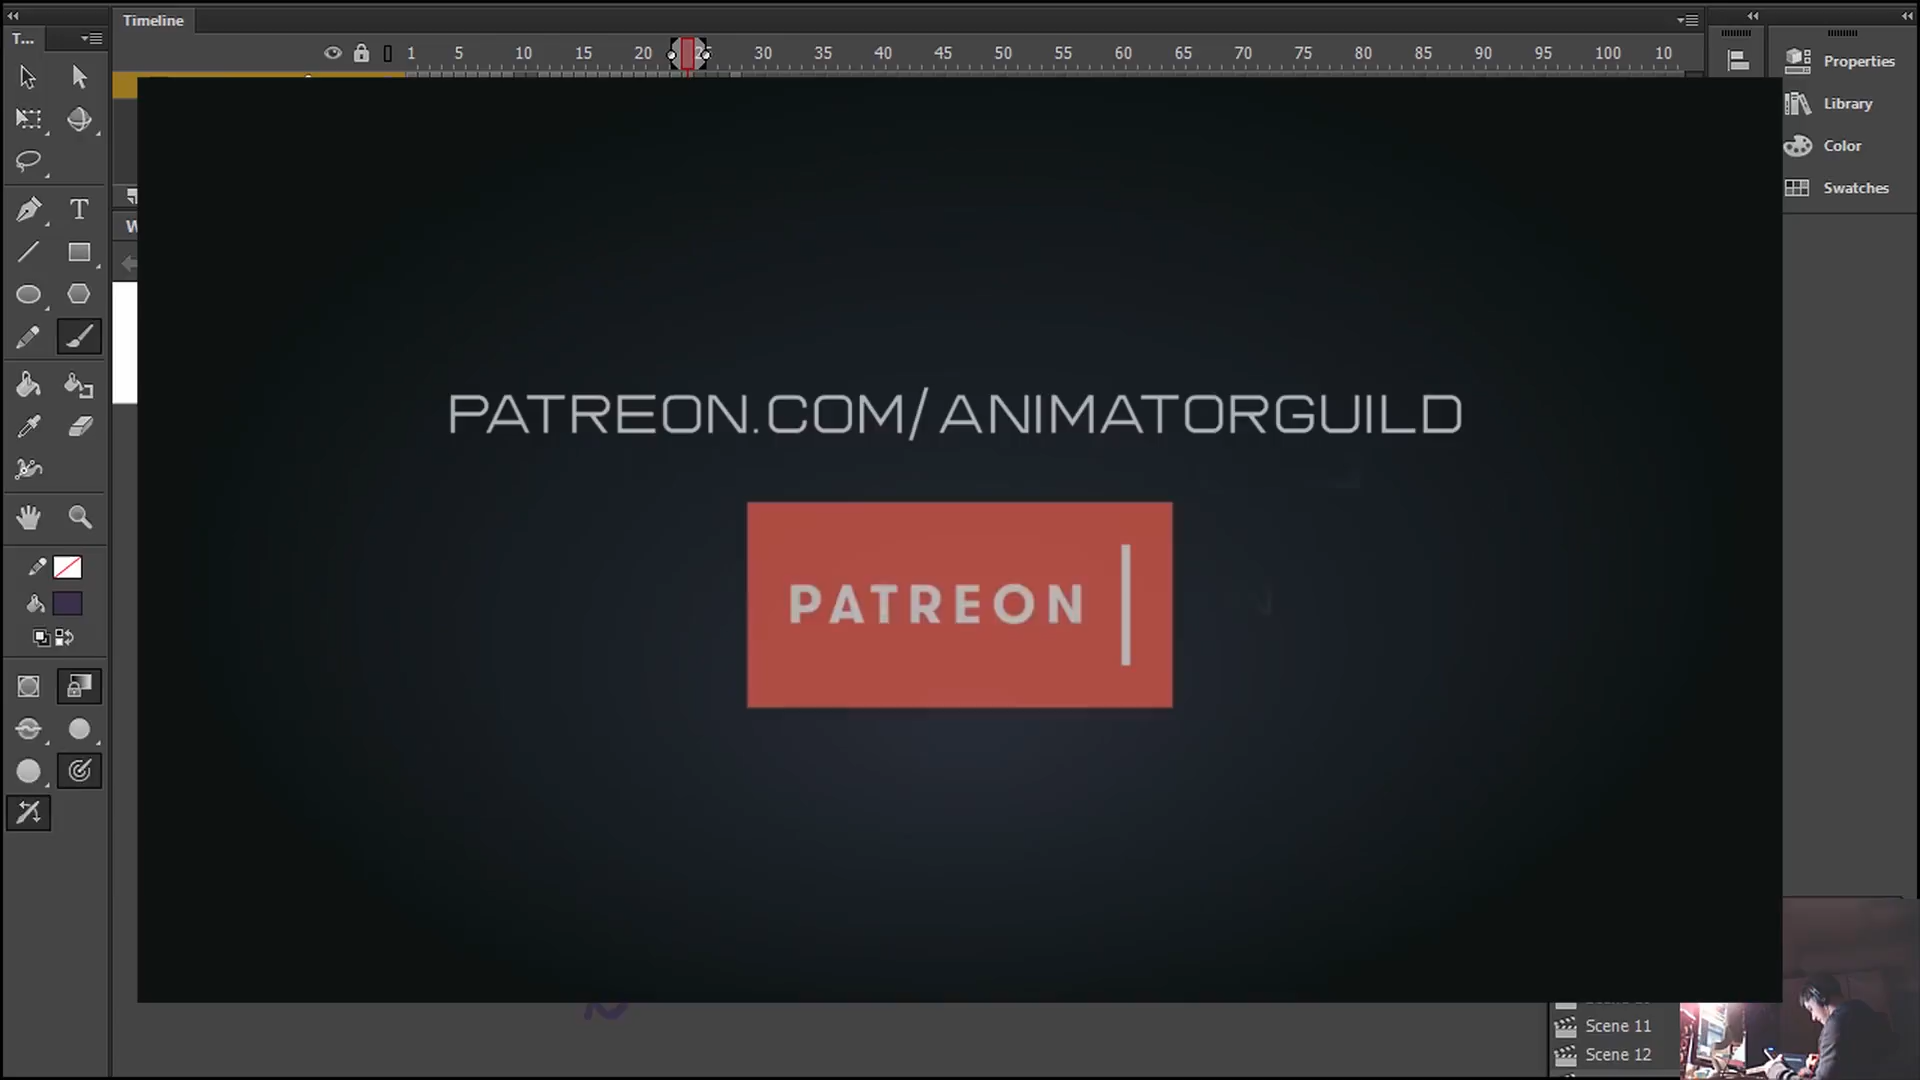 Timeline
T...
1 5 10 15 20 25 30 35 40 45 50 55 60 65 70 75 80 85 90 95 100 10
Properties
Library
Color
Swatches
T
W
PATREON.COM/ANIMATORGUILD
PATREON
Scene 11
Scene 12